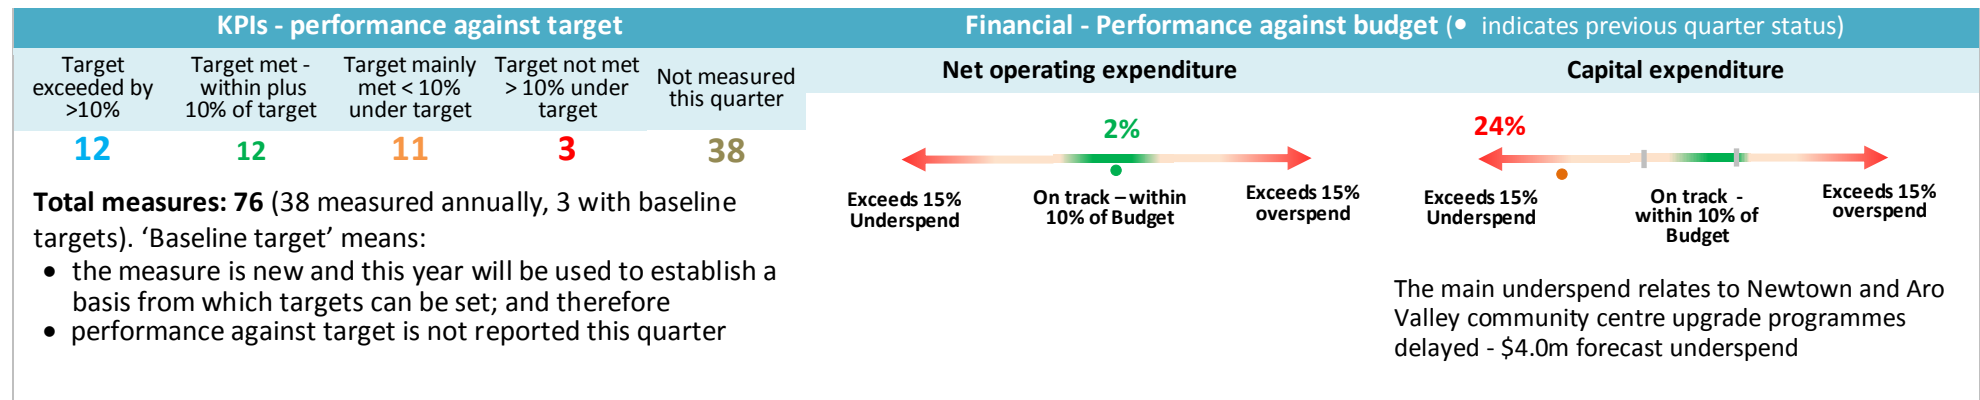 KPIs - performance against target
Target exceeded by >10%
Target met - within plus 10% of target
Target mainly met < 10% under target
Target not met > 10% under target
Not measured this quarter
12
12
11
3
38
Total measures: 76 (38 measured annually, 3 with baseline
targets). ‘Baseline target’ means:
• the measure is new and this year will be used to establish a
basis from which targets can be set; and therefore
• performance against target is not reported this quarter
Financial - Performance against budget (• indicates previous quarter status)
Net operating expenditure
2%
Exceeds 15% Underspend
On track – within 10% of Budget
Exceeds 15% overspend
Capital expenditure
24%
Exceeds 15% Underspend
On track - within 10% of Budget
Exceeds 15% overspend
The main underspend relates to Newtown and Aro
Valley community centre upgrade programmes
delayed - $4.0m forecast underspend